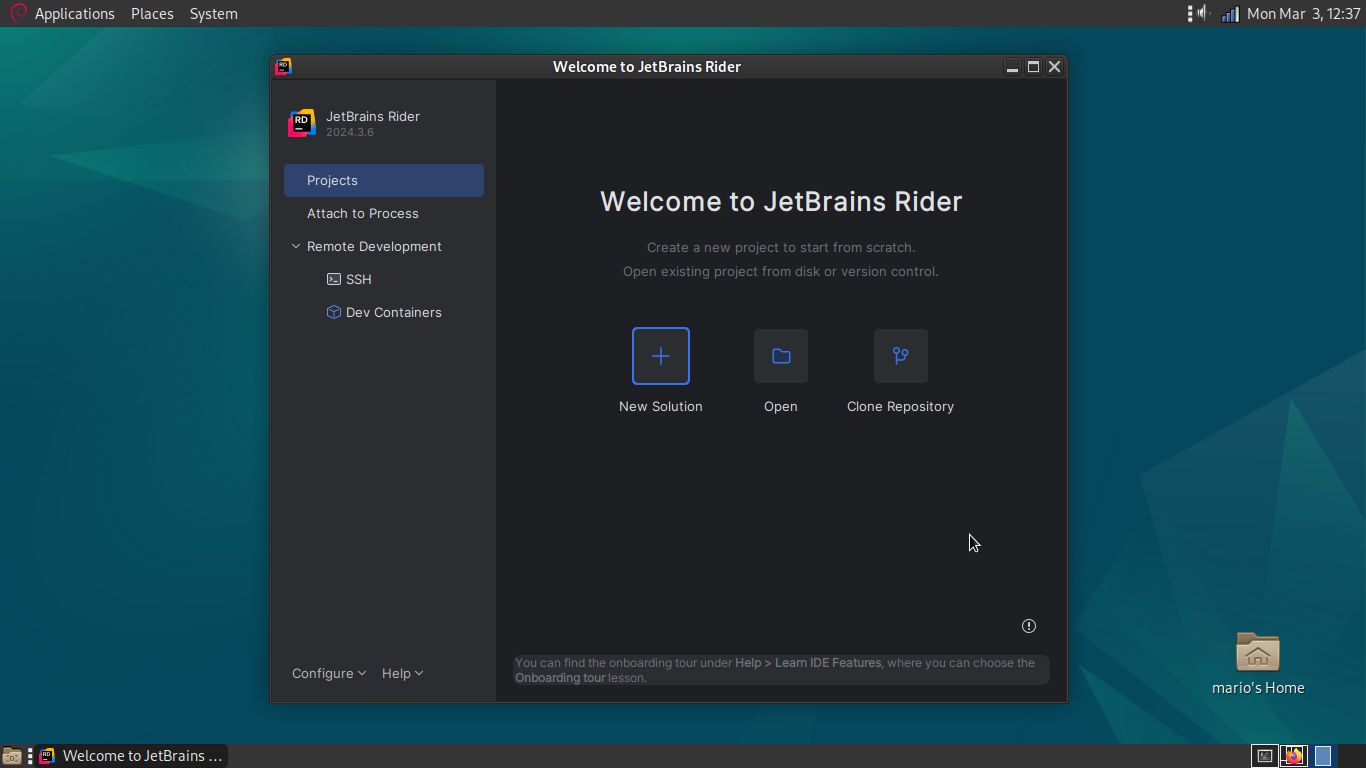 Applications Places System Mon Mar 3, 12:37
Welcome to JetBrains Rider
RD
JetBrains Rider
2024.3.6
Projects
Attach to Process
Remote Development
SSH
Dev Containers
Welcome to JetBrains Rider
Create a new project to start from scratch.
Open existing project from disk or version control.
New Solution Open Clone Repository
Configure Help
You can find the onboarding tour under Help > Learn IDE Features, where you can choose the
Onboarding tour lesson.
mario's Home
Welcome to JetBrains ...